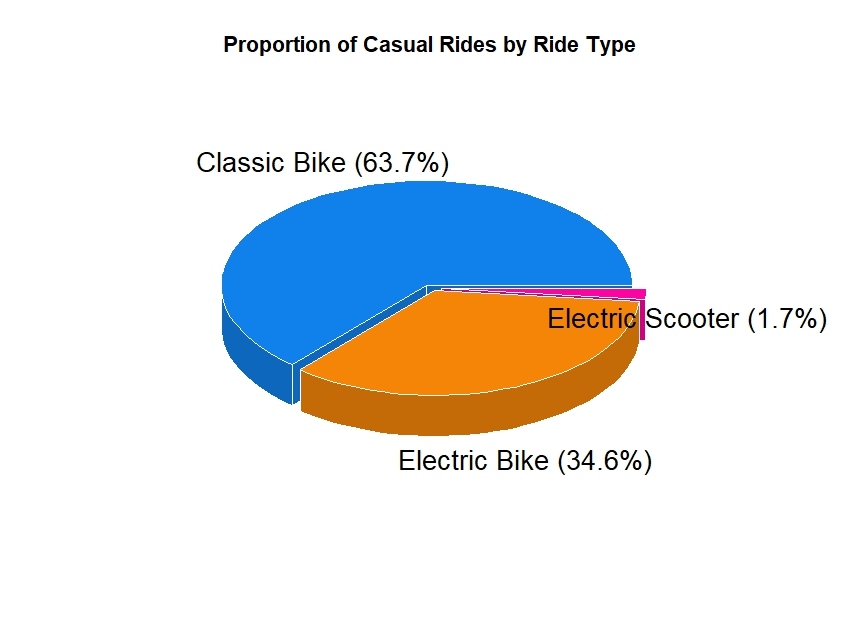 Proportion of Casual Rides by Ride Type
Classic Bike (63.7%)
Electric Scooter (1.7%)
Electric Bike (34.6%)